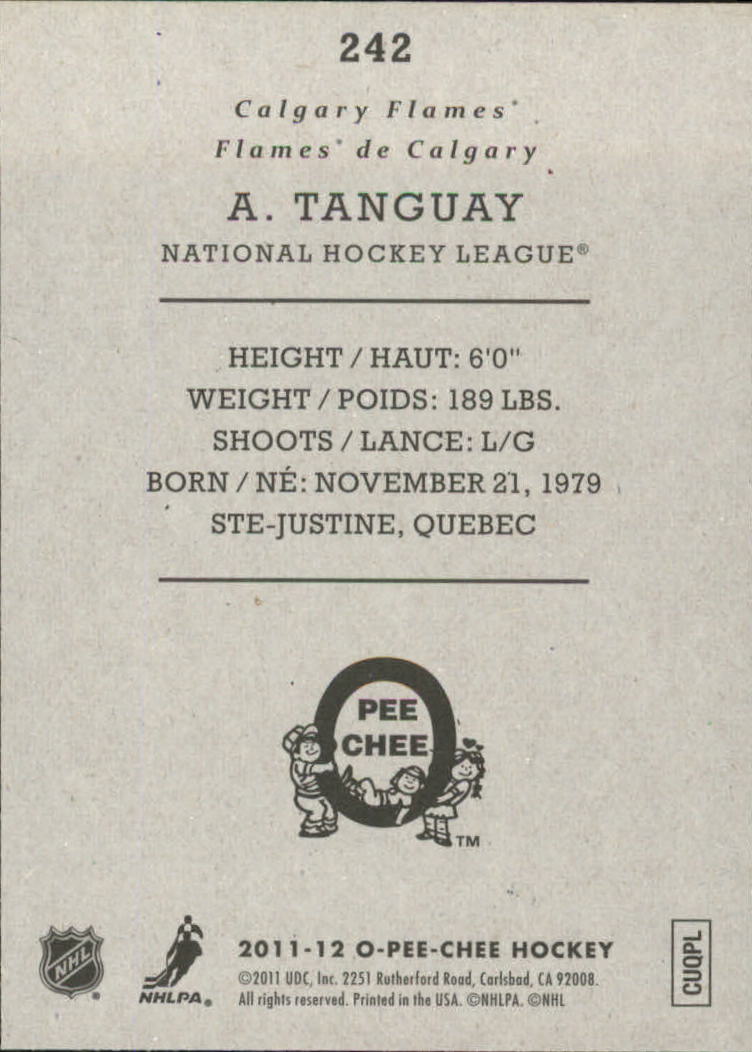 242
Calgary Flames®
Flames® de Calgary
A. TANGUAY
NATIONAL HOCKEY LEAGUE®
HEIGHT / HAUT: 6'0"
WEIGHT / POIDS: 189 LBS.
SHOOTS / LANCE: L/G
BORN / NÉ: NOVEMBER 21, 1979
STE-JUSTINE, QUEBEC
O
PEE
CHEE
TM
NHL®
NHLPA®
2011-12 O-PEE-CHEE HOCKEY
©2011 UDC, Inc. 2251 Rutherford Road, Carlsbad, CA 92008.
All rights reserved. Printed in the USA. ©NHLPA. ©NHL
CUQPL